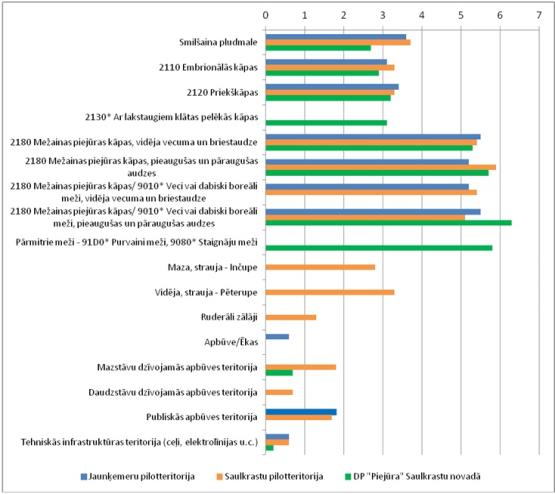 0 1 2 3 4 5 6 7
Smilšaina pludmale
2110 Embrionālās kāpas
2120 Priekškāpas
2130* Ar lakstaugiem klātas pelēkās kāpas
2180 Mežainas piejūras kāpas, vidēja vecuma un briestaudze
2180 Mežainas piejūras kāpas, pieaugušas un pāraugušas
audzes
2180 Mežainas piejūras kāpas/ 9010* Veci vai dabiski boreāli
meži, vidēja vecuma un briestaudze
2180 Mežainas piejūras kāpas/ 9010* Veci vai dabiski boreāli
meži, pieaugušas un pāraugušas audzes
Pārmitrie meži - 91D0* Purvaini meži, 9080* Staignāju meži
Maza, strauja - Inčupe
Vidēja, strauja - Pēterupe
Ruderāli zālāji
Apbūve/Ēkas
Mazstāvu dzīvojamās apbūves teritorija
Daudzstāvu dzīvojamās apbūves teritorija
Publiskās apbūves teritorija
Tehniskās infrastruktūras teritorija (ceļi, elektrolīnijas u.c.)
Jaunķemeru pilotteritorija Saulkrastu pilotteritorija DP "Piejūra" Saulkrastu novadā